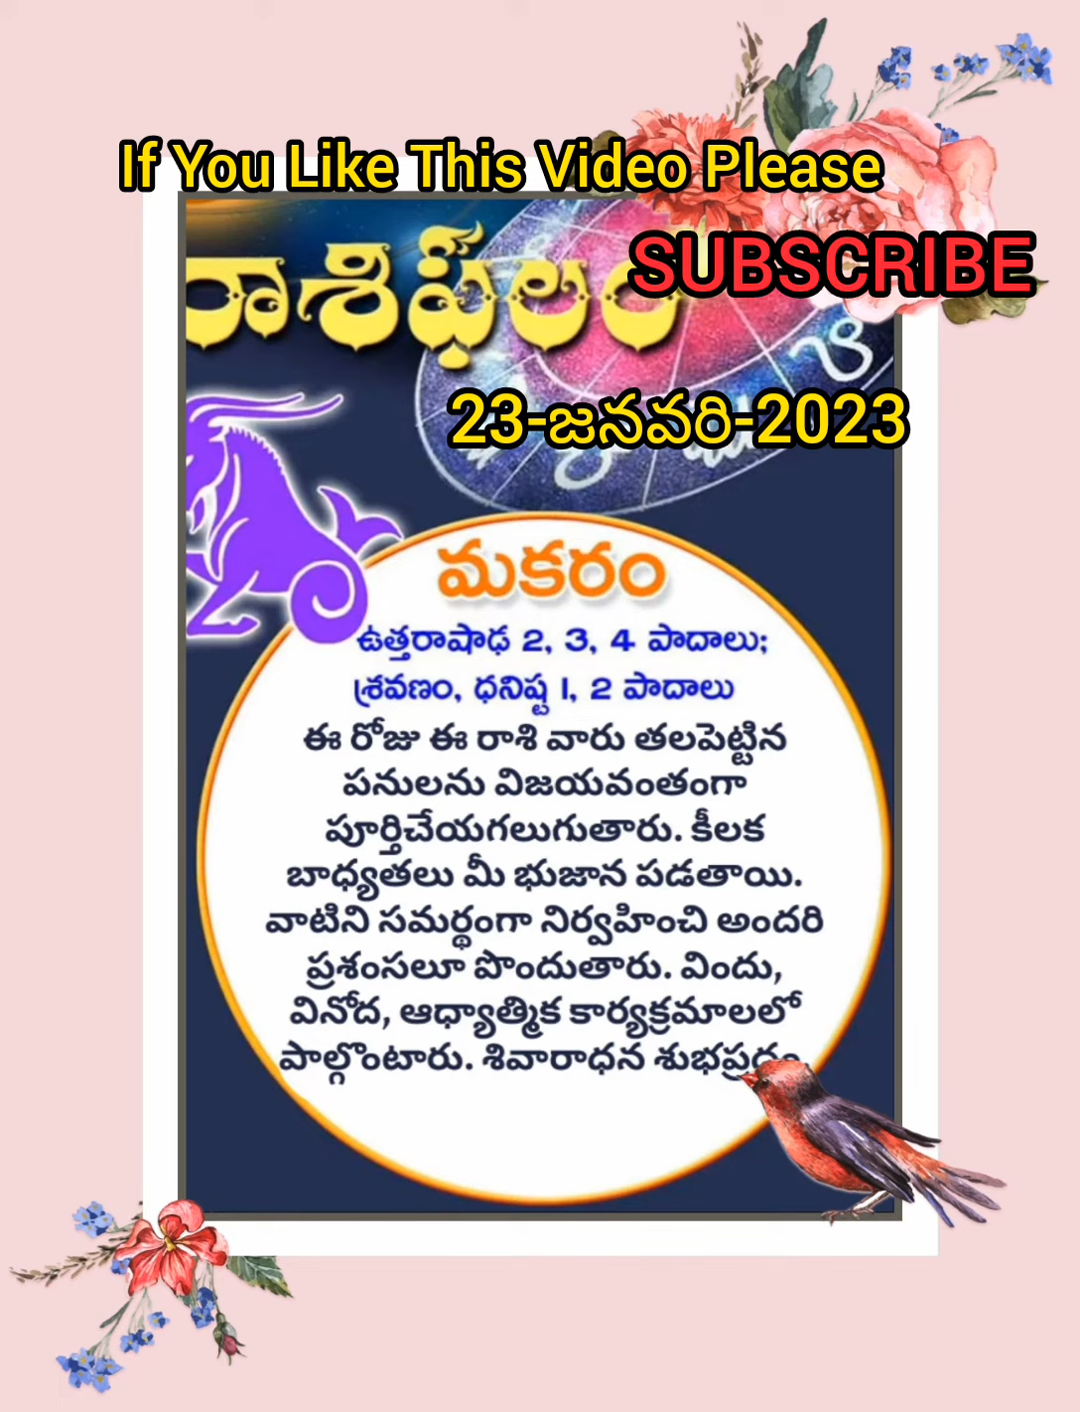 If You Like This Video Please
SUBSCRIBE
రాశిఫలం
23-జనవరి-2023
మకరం
ఉత్తరాషాఢ 2, 3, 4 పాదాలు;
శ్రవణం, ధనిష్ట 1, 2 పాదాలు
ఈ రోజు ఈ రాశి వారు తలపెట్టిన
పనులను విజయవంతంగా
పూర్తిచేయగలుగుతారు. కీలక
బాధ్యతలు మీ భుజాన పడతాయి.
వాటిని సమర్థంగా నిర్వహించి అందరి
ప్రశంసలూ పొందుతారు. విందు,
వినోద, ఆధ్యాత్మిక కార్యక్రమాలలో
పాల్గొంటారు. శివారాధన శుభప్రదం.